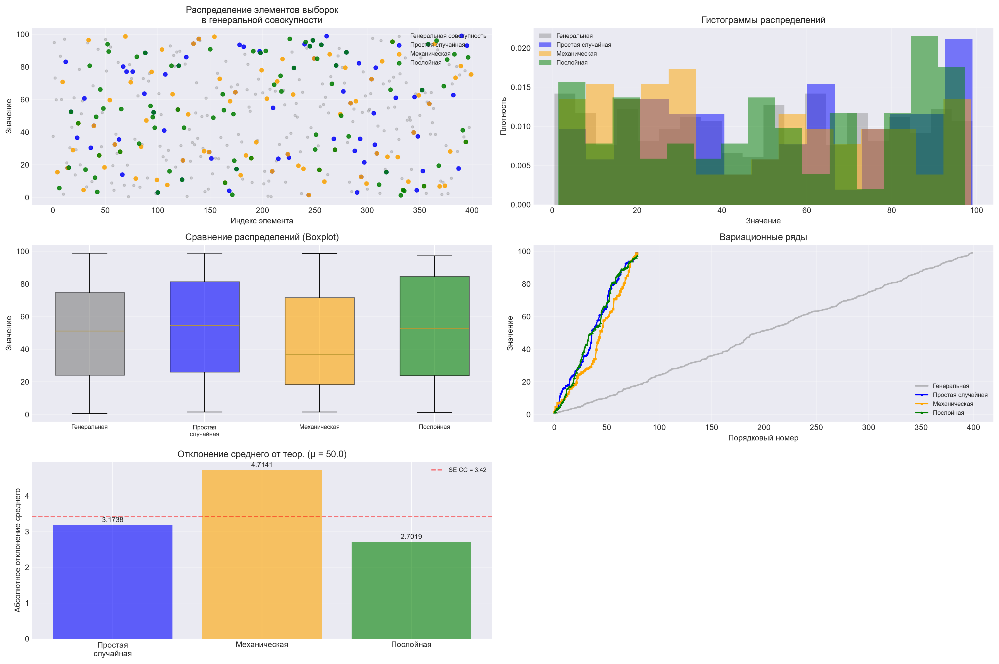 Распределение элементов выборок
в генеральной совокупности
Значение
100
80
60
40
20
0
Генеральная совокупность
Простая случайная
Механическая
Послойная
0 50 100 150 200 250 300 350 400
Индекс элемента
Гистограммы распределений
Плотность
0.020
0.015
0.010
0.005
0.000
Генеральная
Простая случайная
Механическая
Послойная
0 20 40 60 80 100
Значение
Сравнение распределений (Boxplot)
Значение
100
80
60
40
20
0
Генеральная
Простая
случайная
Механическая
Послойная
Вариационные ряды
Значение
100
80
60
40
20
0
Генеральная
Простая случайная
Механическая
Послойная
0 50 100 150 200 250 300 350 400
Порядковый номер
Отклонение среднего от теор. (μ = 50.0)
Абсолютное отклонение среднего
4
3
2
1
0
4.7141
SE СС = 3.42
3.1738
2.7019
Простая
случайная
Механическая
Послойная